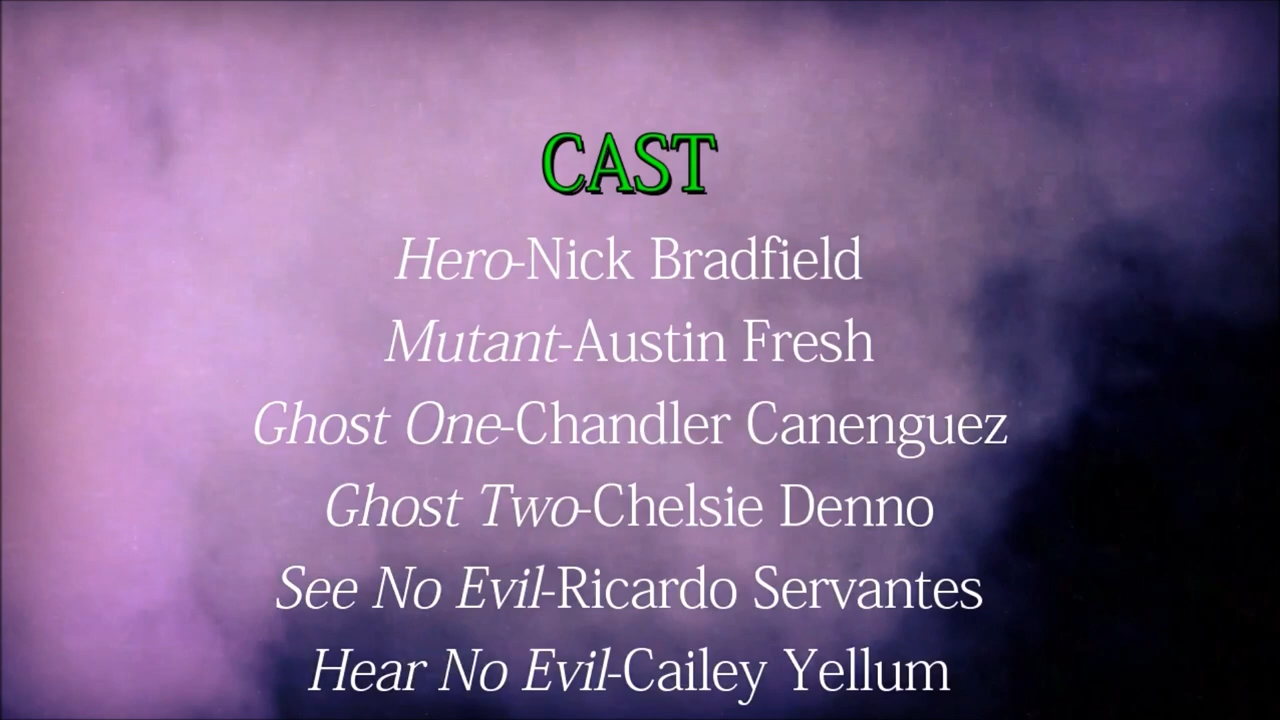 CAST
Hero-Nick Bradfield
Mutant-Austin Fresh
Ghost One-Chandler Canenguez
Ghost Two-Chelsie Denno
See No Evil-Ricardo Servantes
Hear No Evil-Cailey Yellum